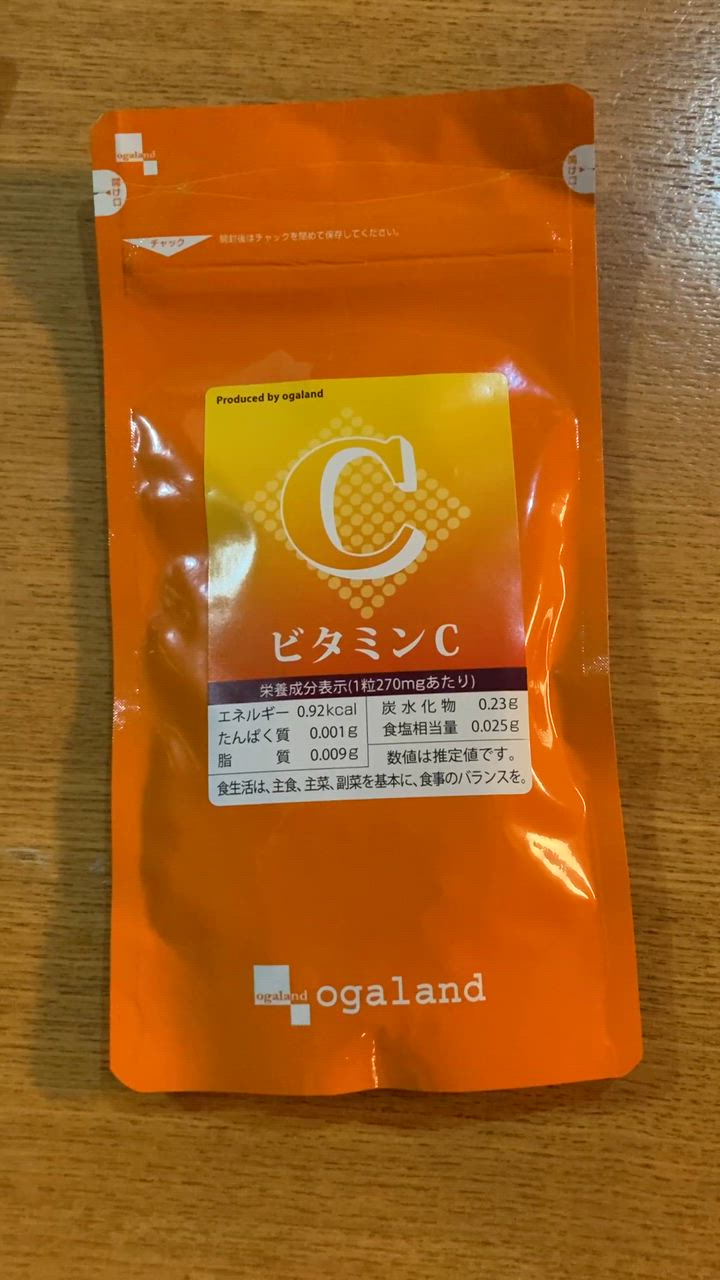 ogaland
開け口
開け口
チャック
開封後はチャックを閉めて保存してください。
Produced by ogaland
C
ビタミンC
栄養成分表示(1粒270mgあたり)
エネルギー 0.92kcal
たんぱく質 0.001g
脂 質 0.009g
炭水化物 0.23g
食塩相当量 0.025g
数値は推定値です。
食生活は、主食、主菜、副菜を基本に、食事のバランスを。
ogaland ogaland